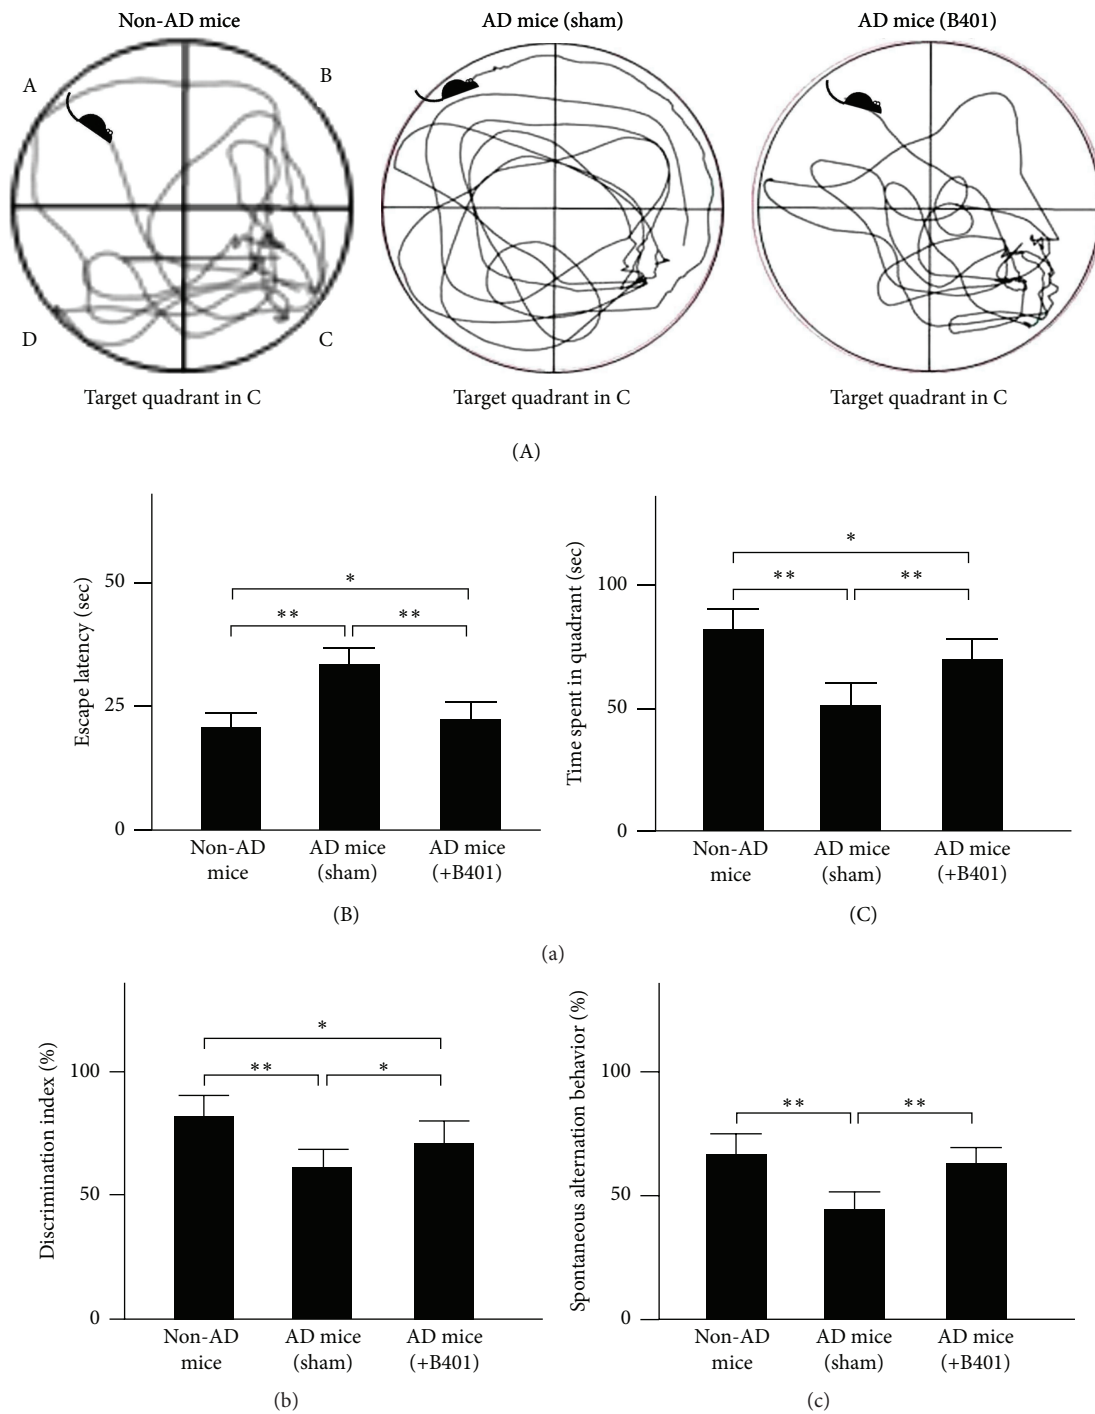 Non-AD mice
AD mice (sham)
AD mice (B401)
A
B
D
C
Target quadrant in C
Target quadrant in C
Target quadrant in C
(A)
Escape latency (sec)
50
25
0
*
**
**
Non-AD
mice
AD mice
(sham)
AD mice
(+B401)
(B)
Time spent in quadrant (sec)
100
50
0
*
**
**
Non-AD
mice
AD mice
(sham)
AD mice
(+B401)
(C)
(a)
Discrimination index (%)
100
50
0
*
**
*
Non-AD
mice
AD mice
(sham)
AD mice
(+B401)
(b)
Spontaneous alternation behavior (%)
100
50
0
**
**
Non-AD
mice
AD mice
(sham)
AD mice
(+B401)
(c)